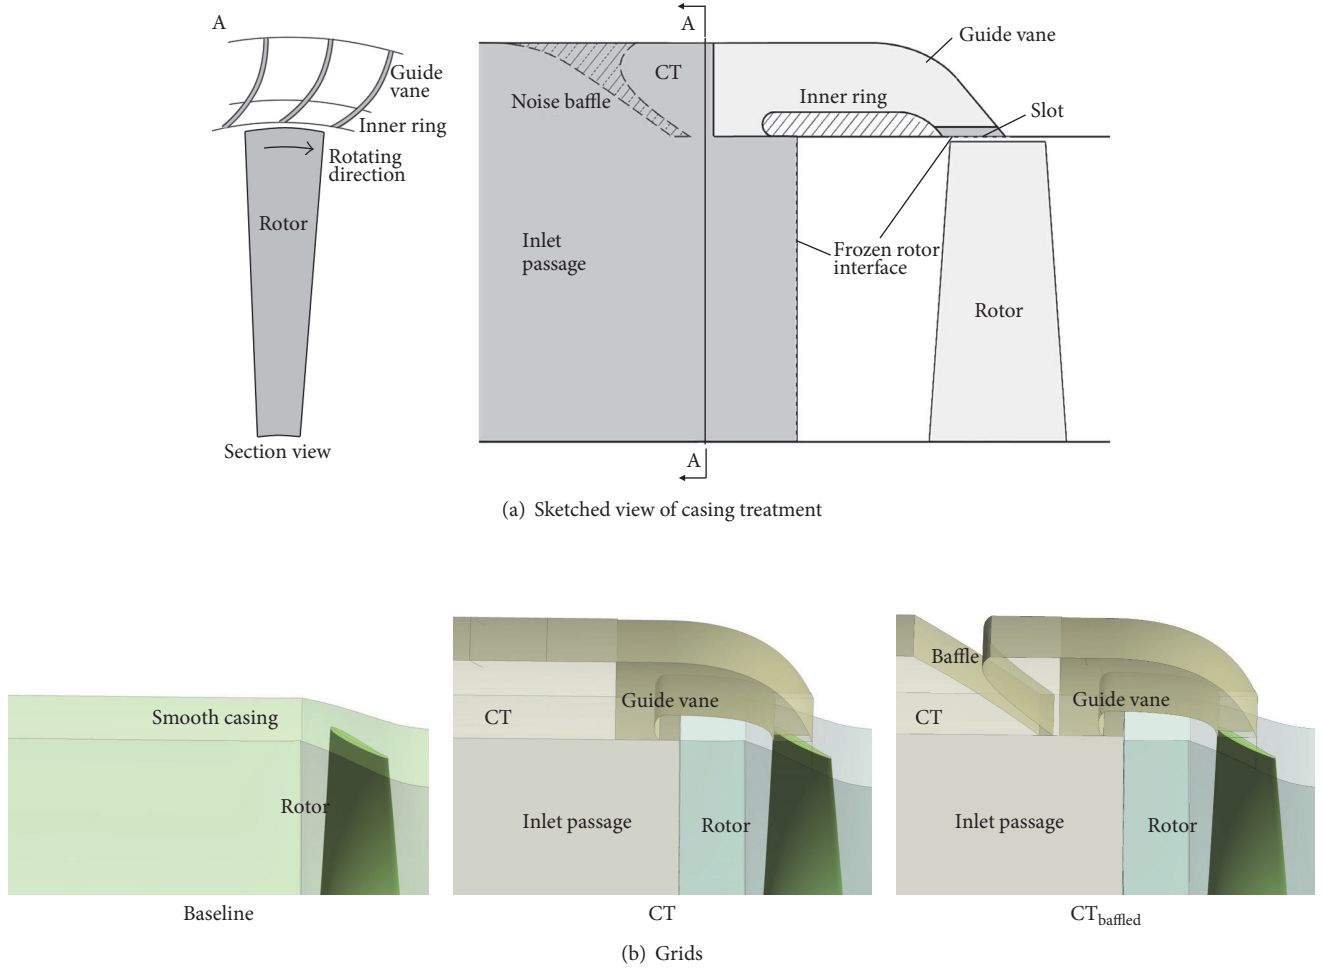 A
Guide
vane
Inner ring
Rotating
direction
Rotor
Section view
A
Guide vane
CT
Noise baffle
Inner ring
Slot
Inlet
passage
Frozen rotor
interface
Rotor
A
(a) Sketched view of casing treatment
Smooth casing
Rotor
Baseline
Guide vane
CT
Inlet passage
Rotor
CT
Baffle
Guide vane
CT
Inlet passage
Rotor
CTbaffled
(b) Grids